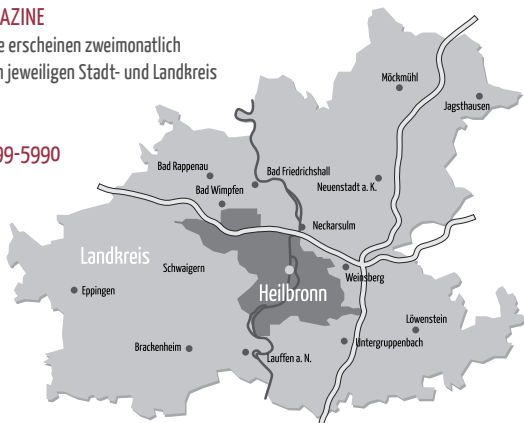 AZINE
e erscheinen zweimonatlich
n jeweiligen Stadt- und Landkreis
99-5990
Möckmühl
Jagsthausen
Bad Rappenau
Bad Friedrichshall
Bad Wimpfen
Neuenstadt a. K.
Neckarsulm
Landkreis
Schwaigern
Weinsberg
Eppingen
Heilbronn
Löwenstein
Brackenheim
Untergruppenbach
Lauffen a. N.